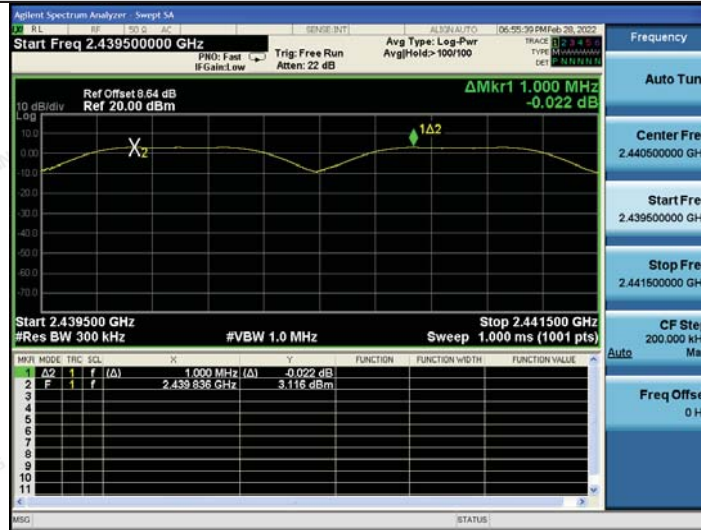 Agilent Spectrum Analyzer - Swept SA
RL RF 50 Ω AC SENSE:INT ALIGN AUTO 06:55:39 PM Feb 28, 2022
Start Freq 2.439500000 GHz
PNO: Fast
IFGain:Low
Trig: Free Run
Atten: 22 dB
Avg Type: Log-Pwr
Avg|Hold:>100/100
TRACE 1 2 3 4 5 6
TYPE M
DET P N N N N N
Ref Offset 8.64 dB
Ref 20.00 dBm
ΔMkr1 1.000 MHz
-0.022 dB
10 dB/div
Log
10.0
0.00
-10.0
-20.0
-30.0
-40.0
-50.0
-60.0
-70.0
X2
1Δ2
Start 2.439500 GHz
Stop 2.441500 GHz
#Res BW 300 kHz
#VBW 1.0 MHz
Sweep 1.000 ms (1001 pts)
MKR MODE TRC SCL X Y FUNCTION FUNCTION WIDTH FUNCTION VALUE
1 Δ2 1 f (Δ) 1.000 MHz (Δ) -0.022 dB
2 F 1 f 2.439 836 GHz 3.116 dBm
3
4
5
6
7
8
9
10
11
MSG
STATUS
Frequency
Auto Tun
Center Fre
2.440500000 GH
Start Fre
2.439500000 GH
Stop Fre
2.441500000 GH
CF Ste
200.000 kH
Auto Ma
Freq Offse
0 H